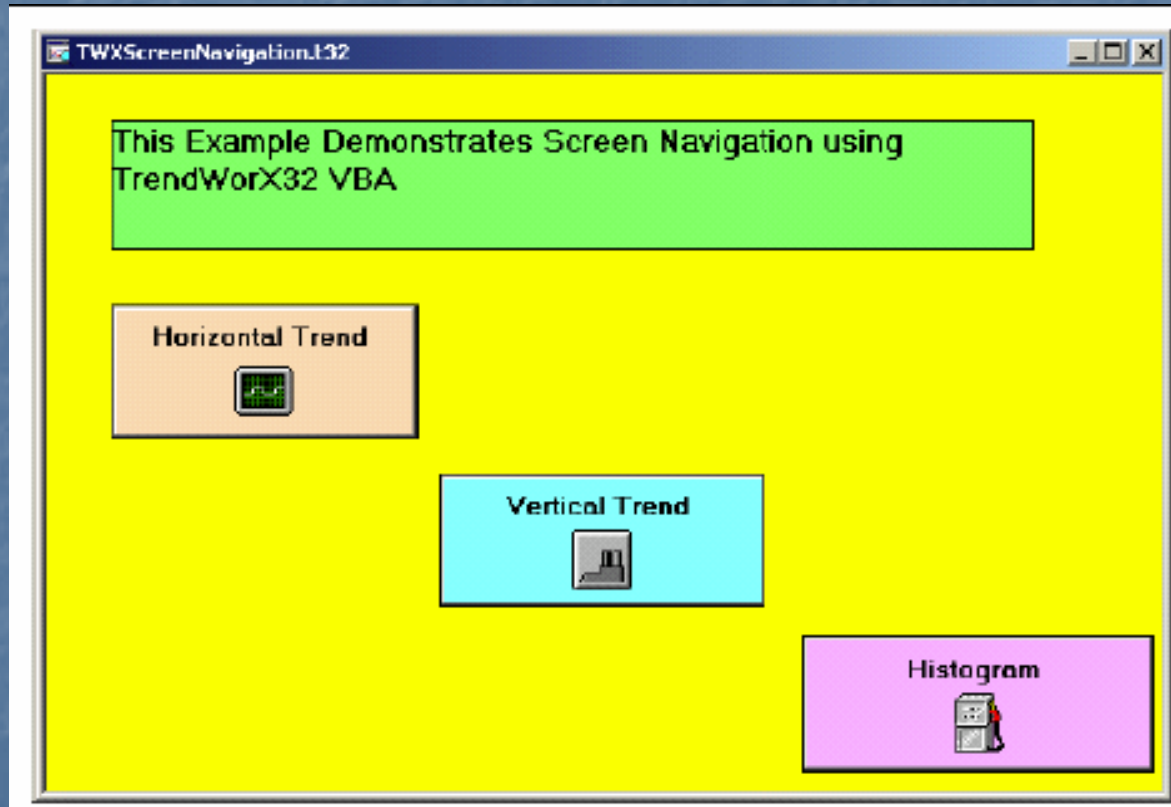 TWXScreenNavigation.t32
This Example Demonstrates Screen Navigation using
TrendWorX32 VBA
Horizontal Trend
Vertical Trend
Histogram